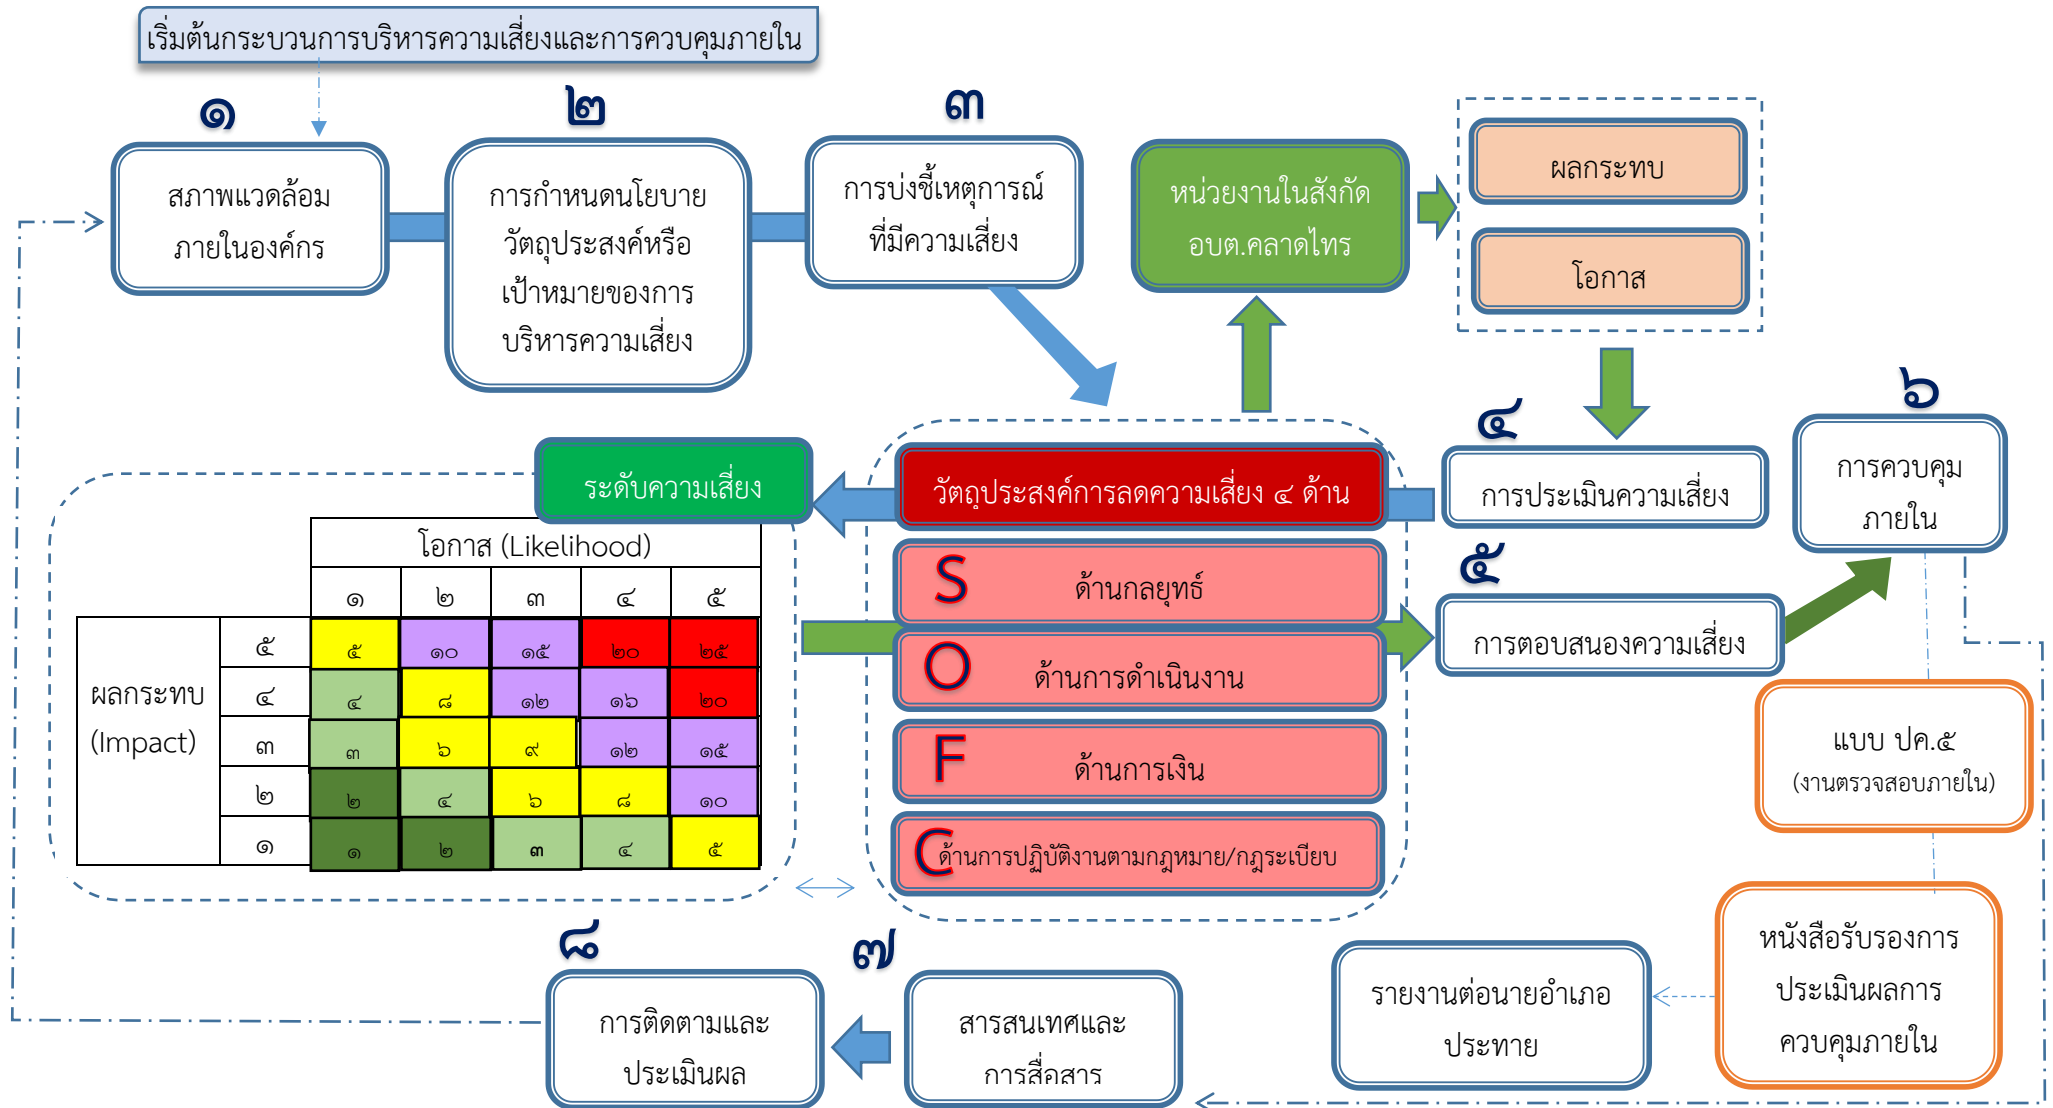 เริ่มต้นกระบวนการบริหารความเสี่ยงและการควบคุมภายใน
๑
สภาพแวดล้อม
ภายในองค์กร
๒
การกำหนดนโยบาย
วัตถุประสงค์หรือ
เป้าหมายของการ
บริหารความเสี่ยง
๓
การบ่งชี้เหตุการณ์
ที่มีความเสี่ยง
หน่วยงานในสังกัด
อบต.คลาดไทร
ผลกระทบ
โอกาส
๔
การประเมินความเสี่ยง
๕
การตอบสนองความเสี่ยง
๖
การควบคุม
ภายใน
ระดับความเสี่ยง
โอกาส (Likelihood)
๑ ๒ ๓ ๔ ๕
ผลกระทบ
(Impact)
๕ ๕ ๑๐ ๑๕ ๒๐ ๒๕
๔ ๔ ๘ ๑๒ ๑๖ ๒๐
๓ ๓ ๖ ๙ ๑๒ ๑๕
๒ ๒ ๔ ๖ ๘ ๑๐
๑ ๑ ๒ ๓ ๔ ๕
วัตถุประสงค์การลดความเสี่ยง ๔ ด้าน
S ด้านกลยุทธ์
O ด้านการดำเนินงาน
F ด้านการเงิน
C ด้านการปฏิบัติงานตามกฎหมาย/กฎระเบียบ
แบบ ปค.๕
(งานตรวจสอบภายใน)
หนังสือรับรองการ
ประเมินผลการ
ควบคุมภายใน
รายงานต่อนายอำเภอ
ประทาย
๗
สารสนเทศและ
การสื่อสาร
๘
การติดตามและ
ประเมินผล